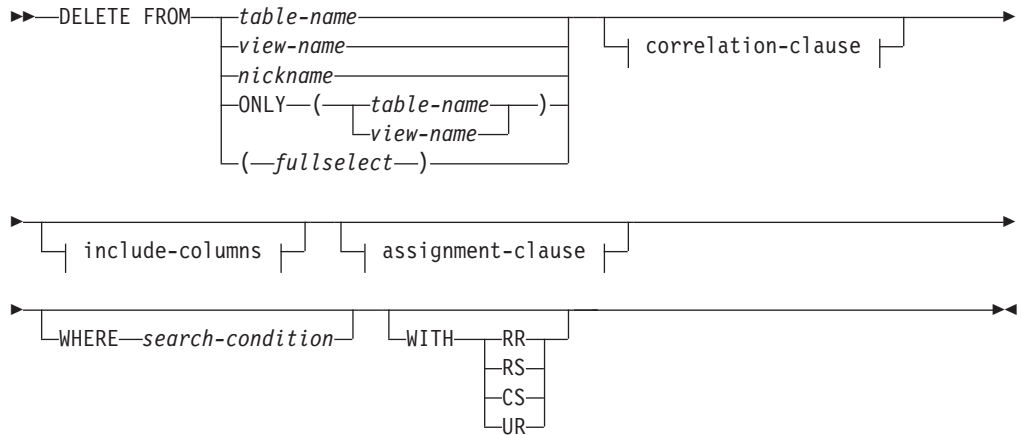 DELETE FROM table-name
view-name correlation-clause
nickname
ONLY ( table-name )
view-name
( fullselect )
include-columns assignment-clause
WHERE search-condition WITH RR
RS
CS
UR